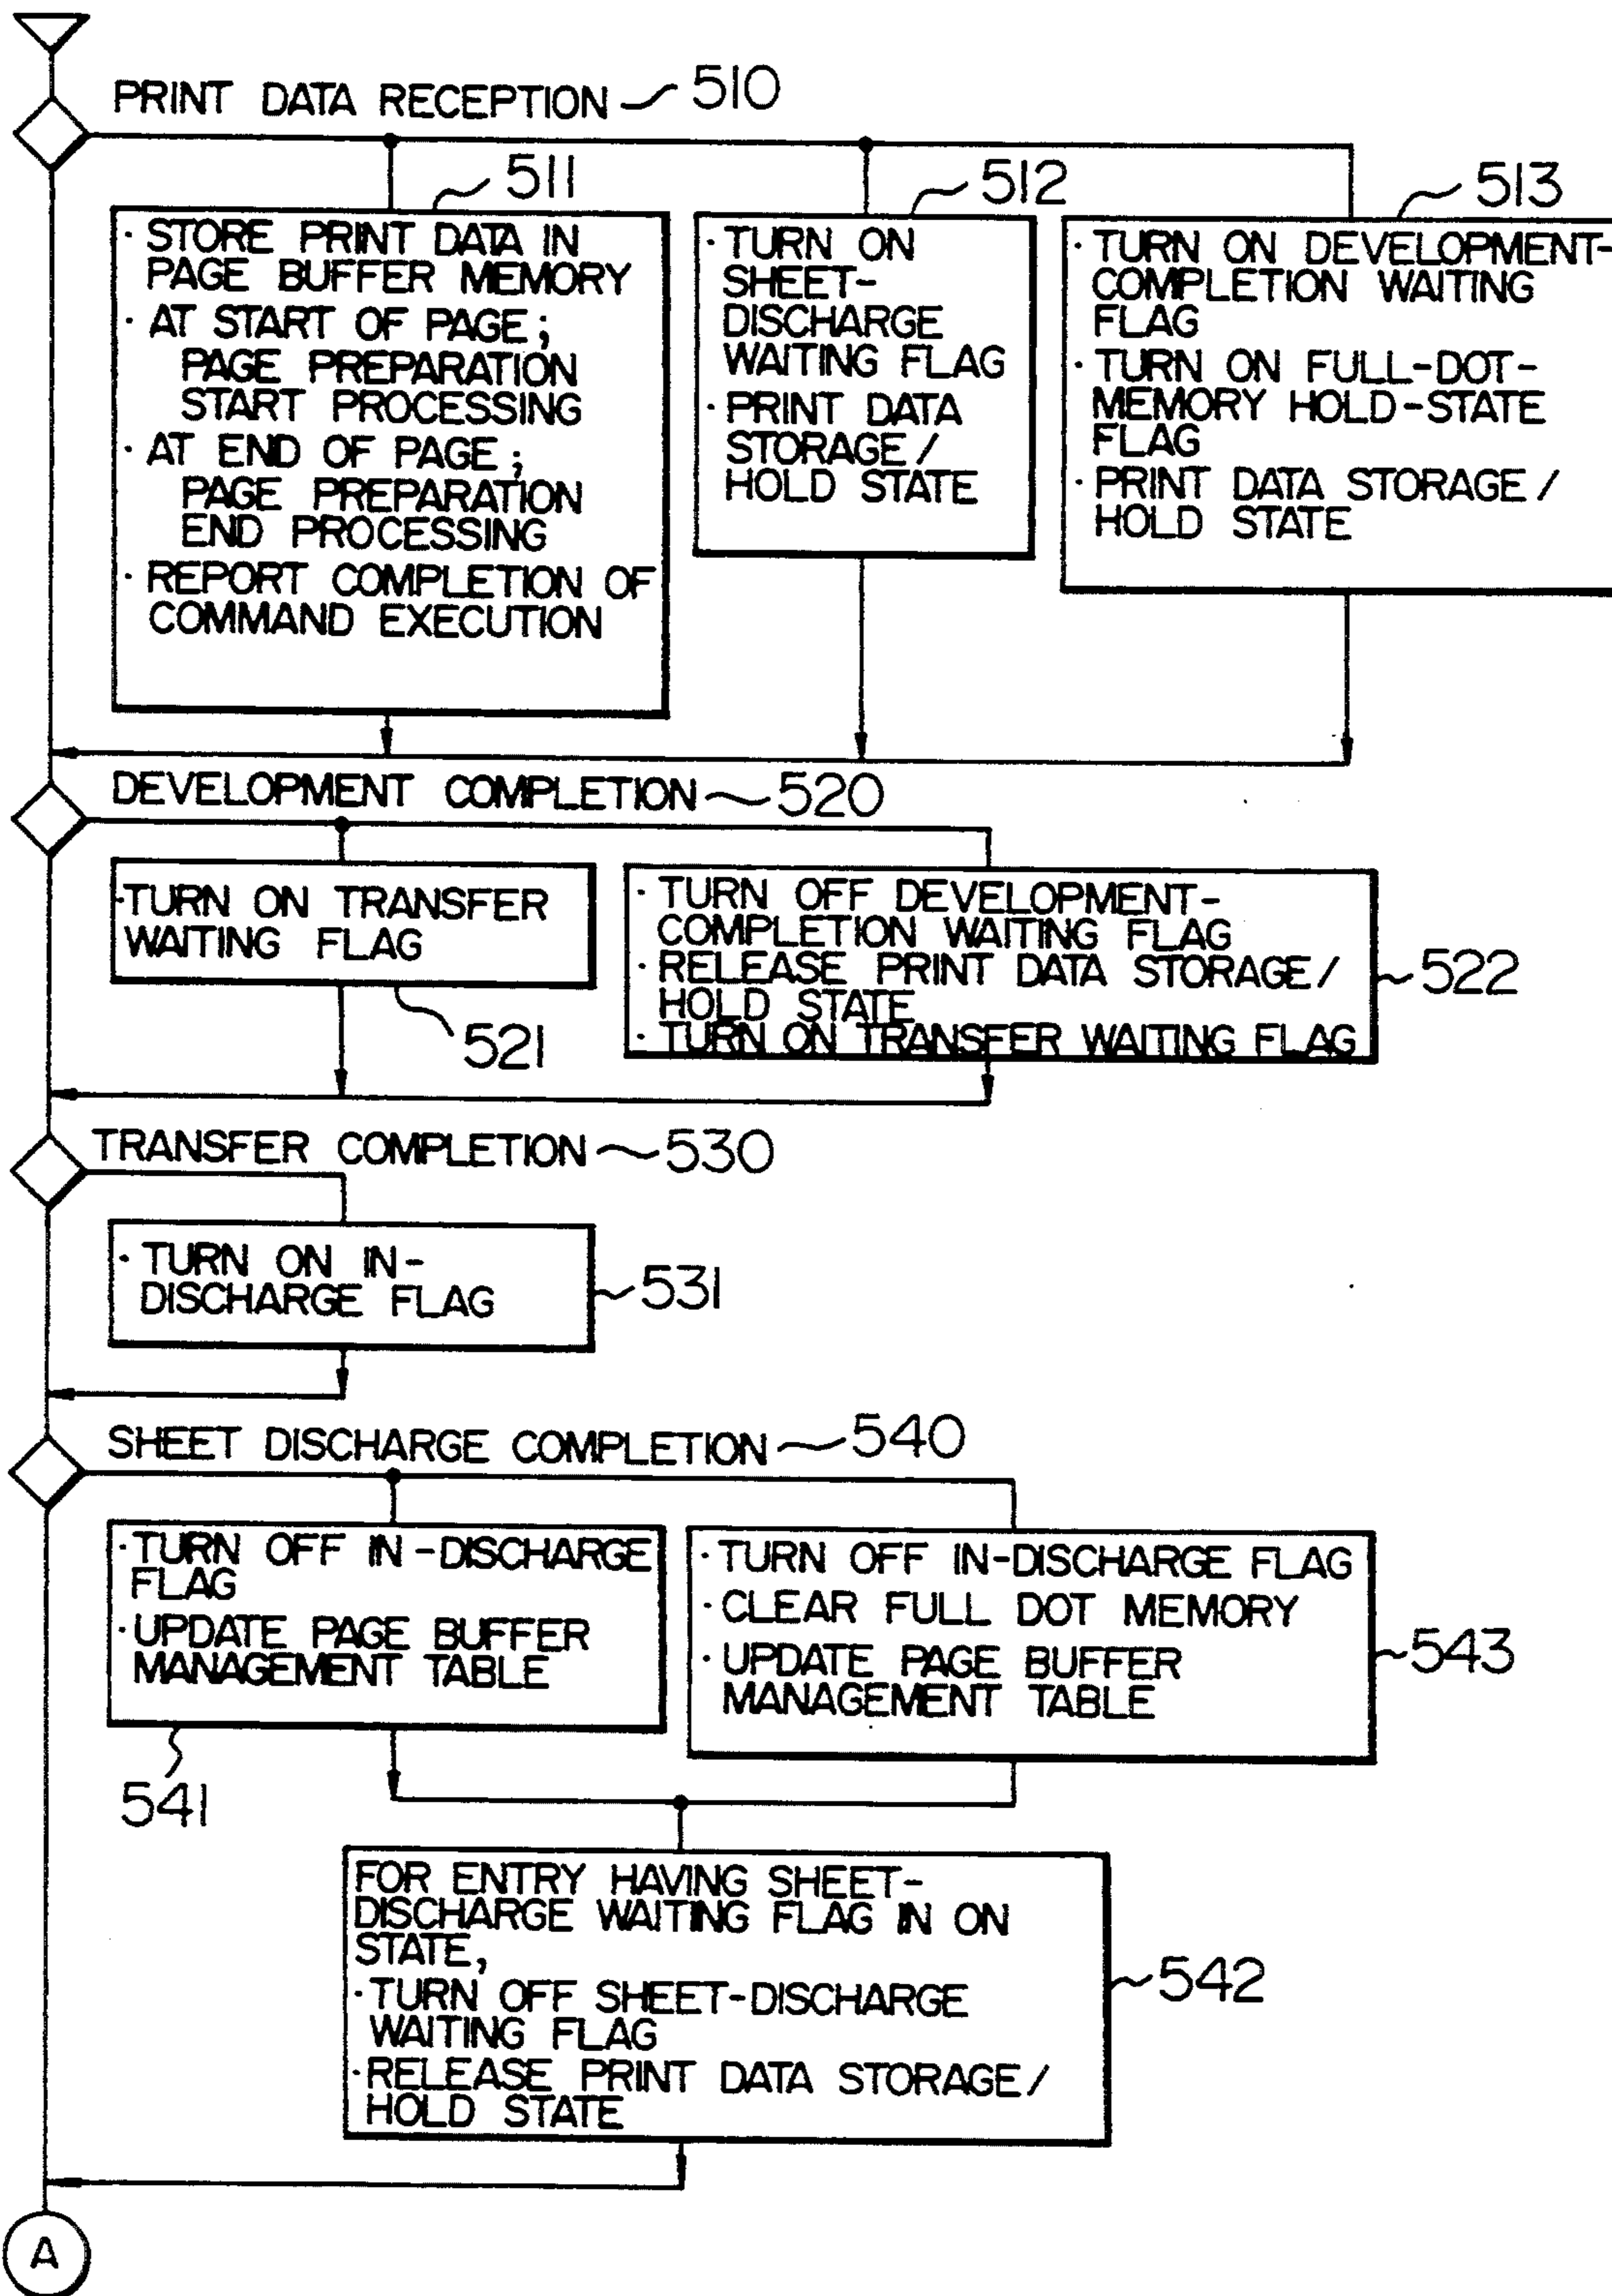 PRINT DATA RECEPTION 510
511
· STORE PRINT DATA IN
PAGE BUFFER MEMORY
· AT START OF PAGE;
PAGE PREPARATION
START PROCESSING
· AT END OF PAGE;
PAGE PREPARATION
END PROCESSING
· REPORT COMPLETION OF
COMMAND EXECUTION
512
· TURN ON
SHEET-
DISCHARGE
WAITING FLAG
· PRINT DATA
STORAGE/
HOLD STATE
513
· TURN ON DEVELOPMENT-
COMPLETION WAITING
FLAG
· TURN ON FULL-DOT-
MEMORY HOLD-STATE
FLAG
· PRINT DATA STORAGE/
HOLD STATE
DEVELOPMENT COMPLETION 520
· TURN ON TRANSFER
WAITING FLAG
521
· TURN OFF DEVELOPMENT-
COMPLETION WAITING FLAG
· RELEASE PRINT DATA STORAGE/
HOLD STATE
· TURN ON TRANSFER WAITING FLAG
522
TRANSFER COMPLETION 530
· TURN ON IN-
DISCHARGE FLAG
531
SHEET DISCHARGE COMPLETION 540
· TURN OFF IN-DISCHARGE
FLAG
· UPDATE PAGE BUFFER
MANAGEMENT TABLE
541
· TURN OFF IN-DISCHARGE FLAG
· CLEAR FULL DOT MEMORY
· UPDATE PAGE BUFFER
MANAGEMENT TABLE
543
FOR ENTRY HAVING SHEET-
DISCHARGE WAITING FLAG IN ON
STATE,
· TURN OFF SHEET-DISCHARGE
WAITING FLAG
· RELEASE PRINT DATA STORAGE/
HOLD STATE
542
A